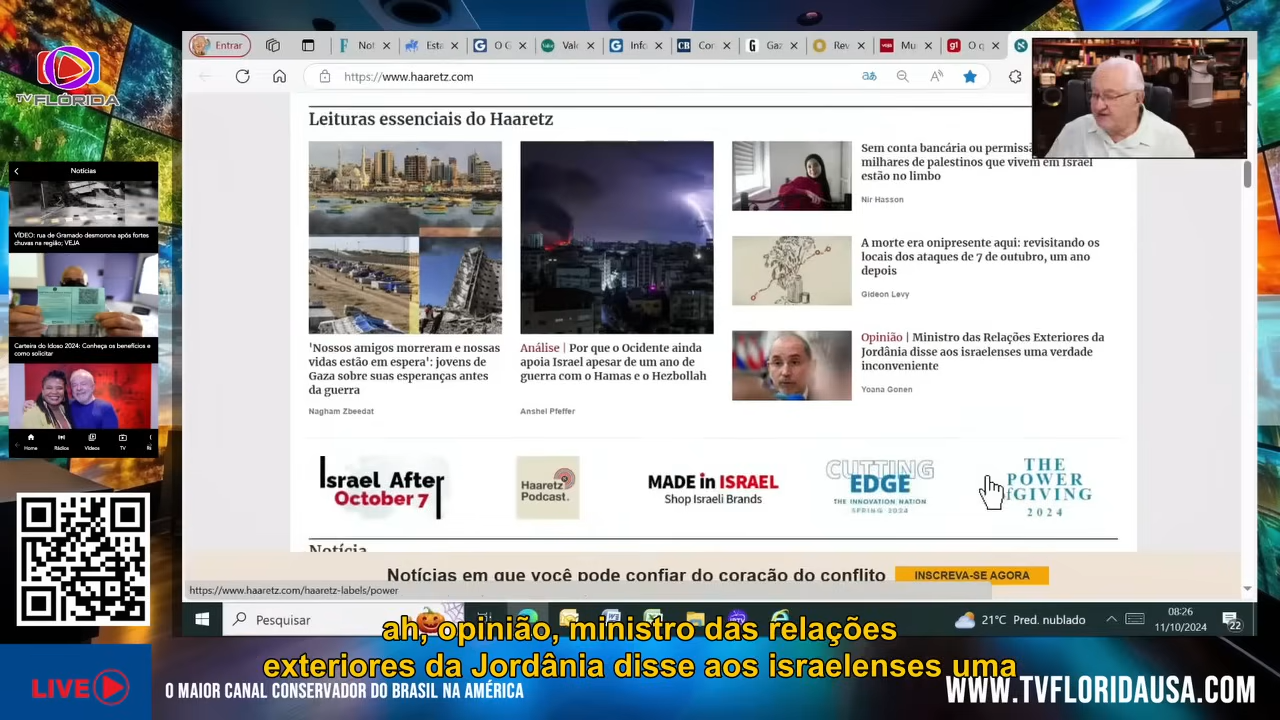 TV FLÓRIDA
Entrar
https://www.haaretz.com
Leituras essenciais do Haaretz
'Nossos amigos morreram e nossas
vidas estão em espera': jovens de
Gaza sobre suas esperanças antes
da guerra
Nagham Zbeedat
Análise | Por que o Ocidente ainda
apoia Israel apesar de um ano de
guerra com o Hamas e o Hezbollah
Anshel Pfeffer
Sem conta bancária ou
milhares de palestinos que vivem em Israel
estão no limbo
Nir Hasson
A morte era onipresente aqui: revisitando os
locais dos ataques de 7 de outubro, um ano
depois
Gideon Levy
Opinião | Ministro das Relações Exteriores da
Jordânia disse aos israelenses uma verdade
inconveniente
Yoana Gonen
Israel After
October 7
Haaretz
Podcast.
MADE in ISRAEL
Shop Israeli Brands
CUTTING
EDGE
THE INNOVATION NATION
SPRING 2024
THE
POWER
of GIVING
2024
Notícia
Notícias em que você pode confiar do coração do conflito
INSCREVA-SE AGORA
https://www.haaretz.com/haaretz-labels/power
Pesquisar
21°C Pred. nublado
08:26
11/10/2024
22
Notícias
VÍDEO: rua de Gramado desmorona após fortes
chuvas na região; VEJA
Carteira do Idoso 2024: Conheça os benefícios e
como solicitar
Home
Rádios
Vídeos
TV
ah, opinião, ministro das relações
exteriores da Jordânia disse aos israelenses uma
LIVE
O MAIOR CANAL CONSERVADOR DO BRASIL NA AMÉRICA
WWW.TVFLORIDAUSA.COM